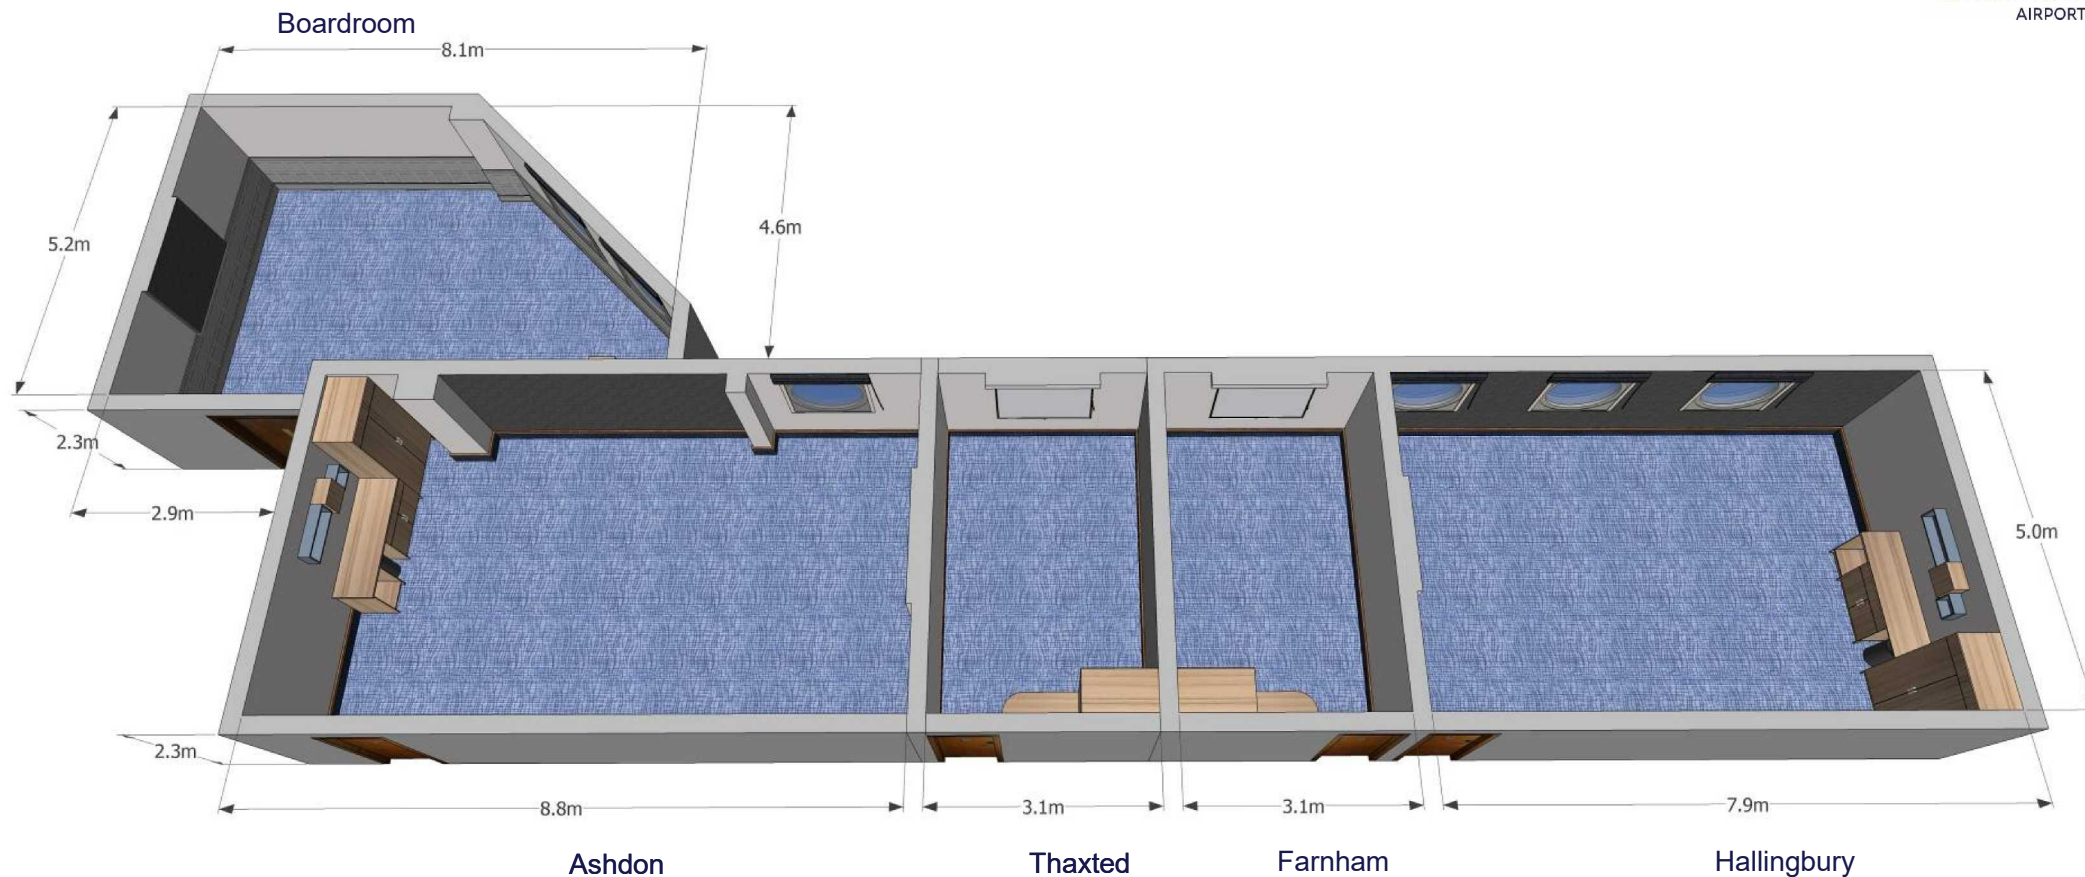 AIRPORT
Boardroom
8.1m
5.2m
4.6m
2.3m
2.9m
5.0m
2.3m
8.8m
3.1m
3.1m
7.9m
Ashdon
Thaxted
Farnham
Hallingbury